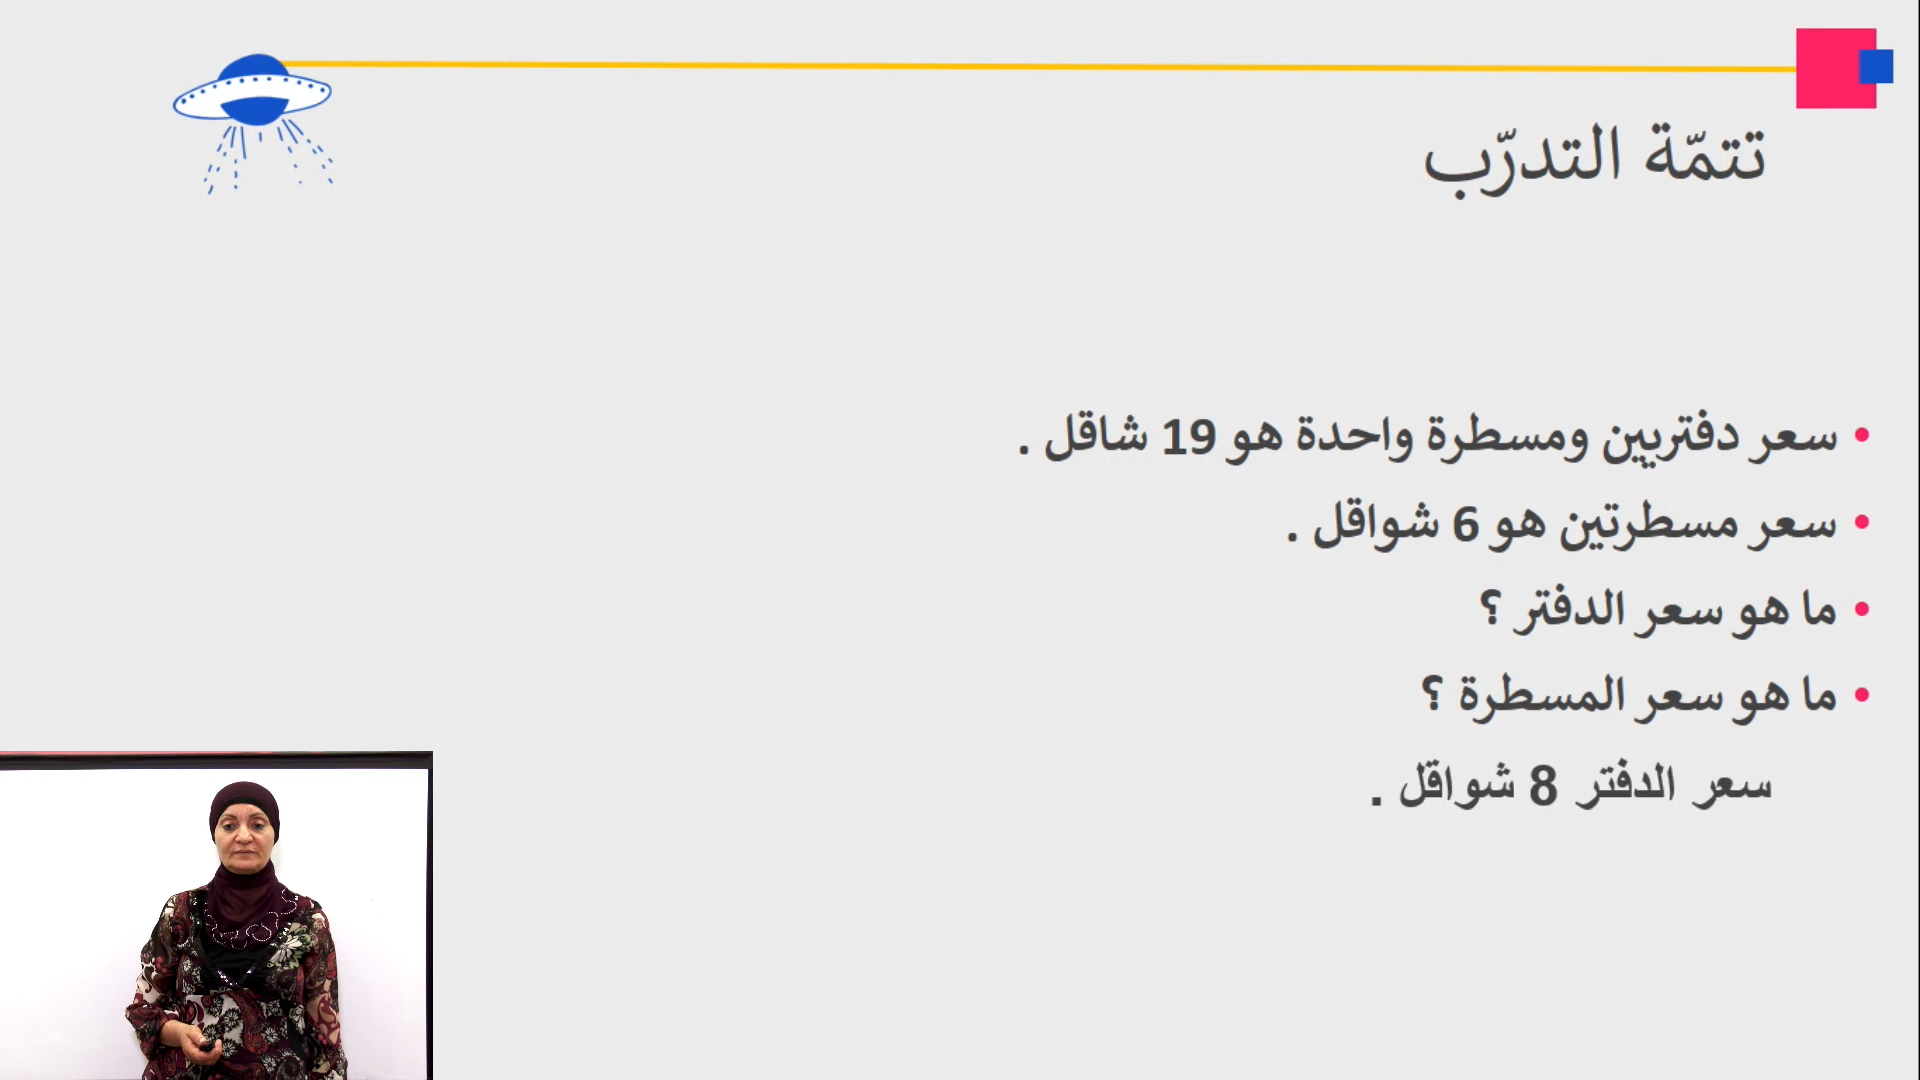 تتمّة التدرّب
• سعر دفتريين ومسطرة واحدة هو 19 شاقل .
• سعر مسطرتين هو 6 شواقل .
• ما هو سعر الدفتر ؟
• ما هو سعر المسطرة ؟
سعر الدفتر 8 شواقل .